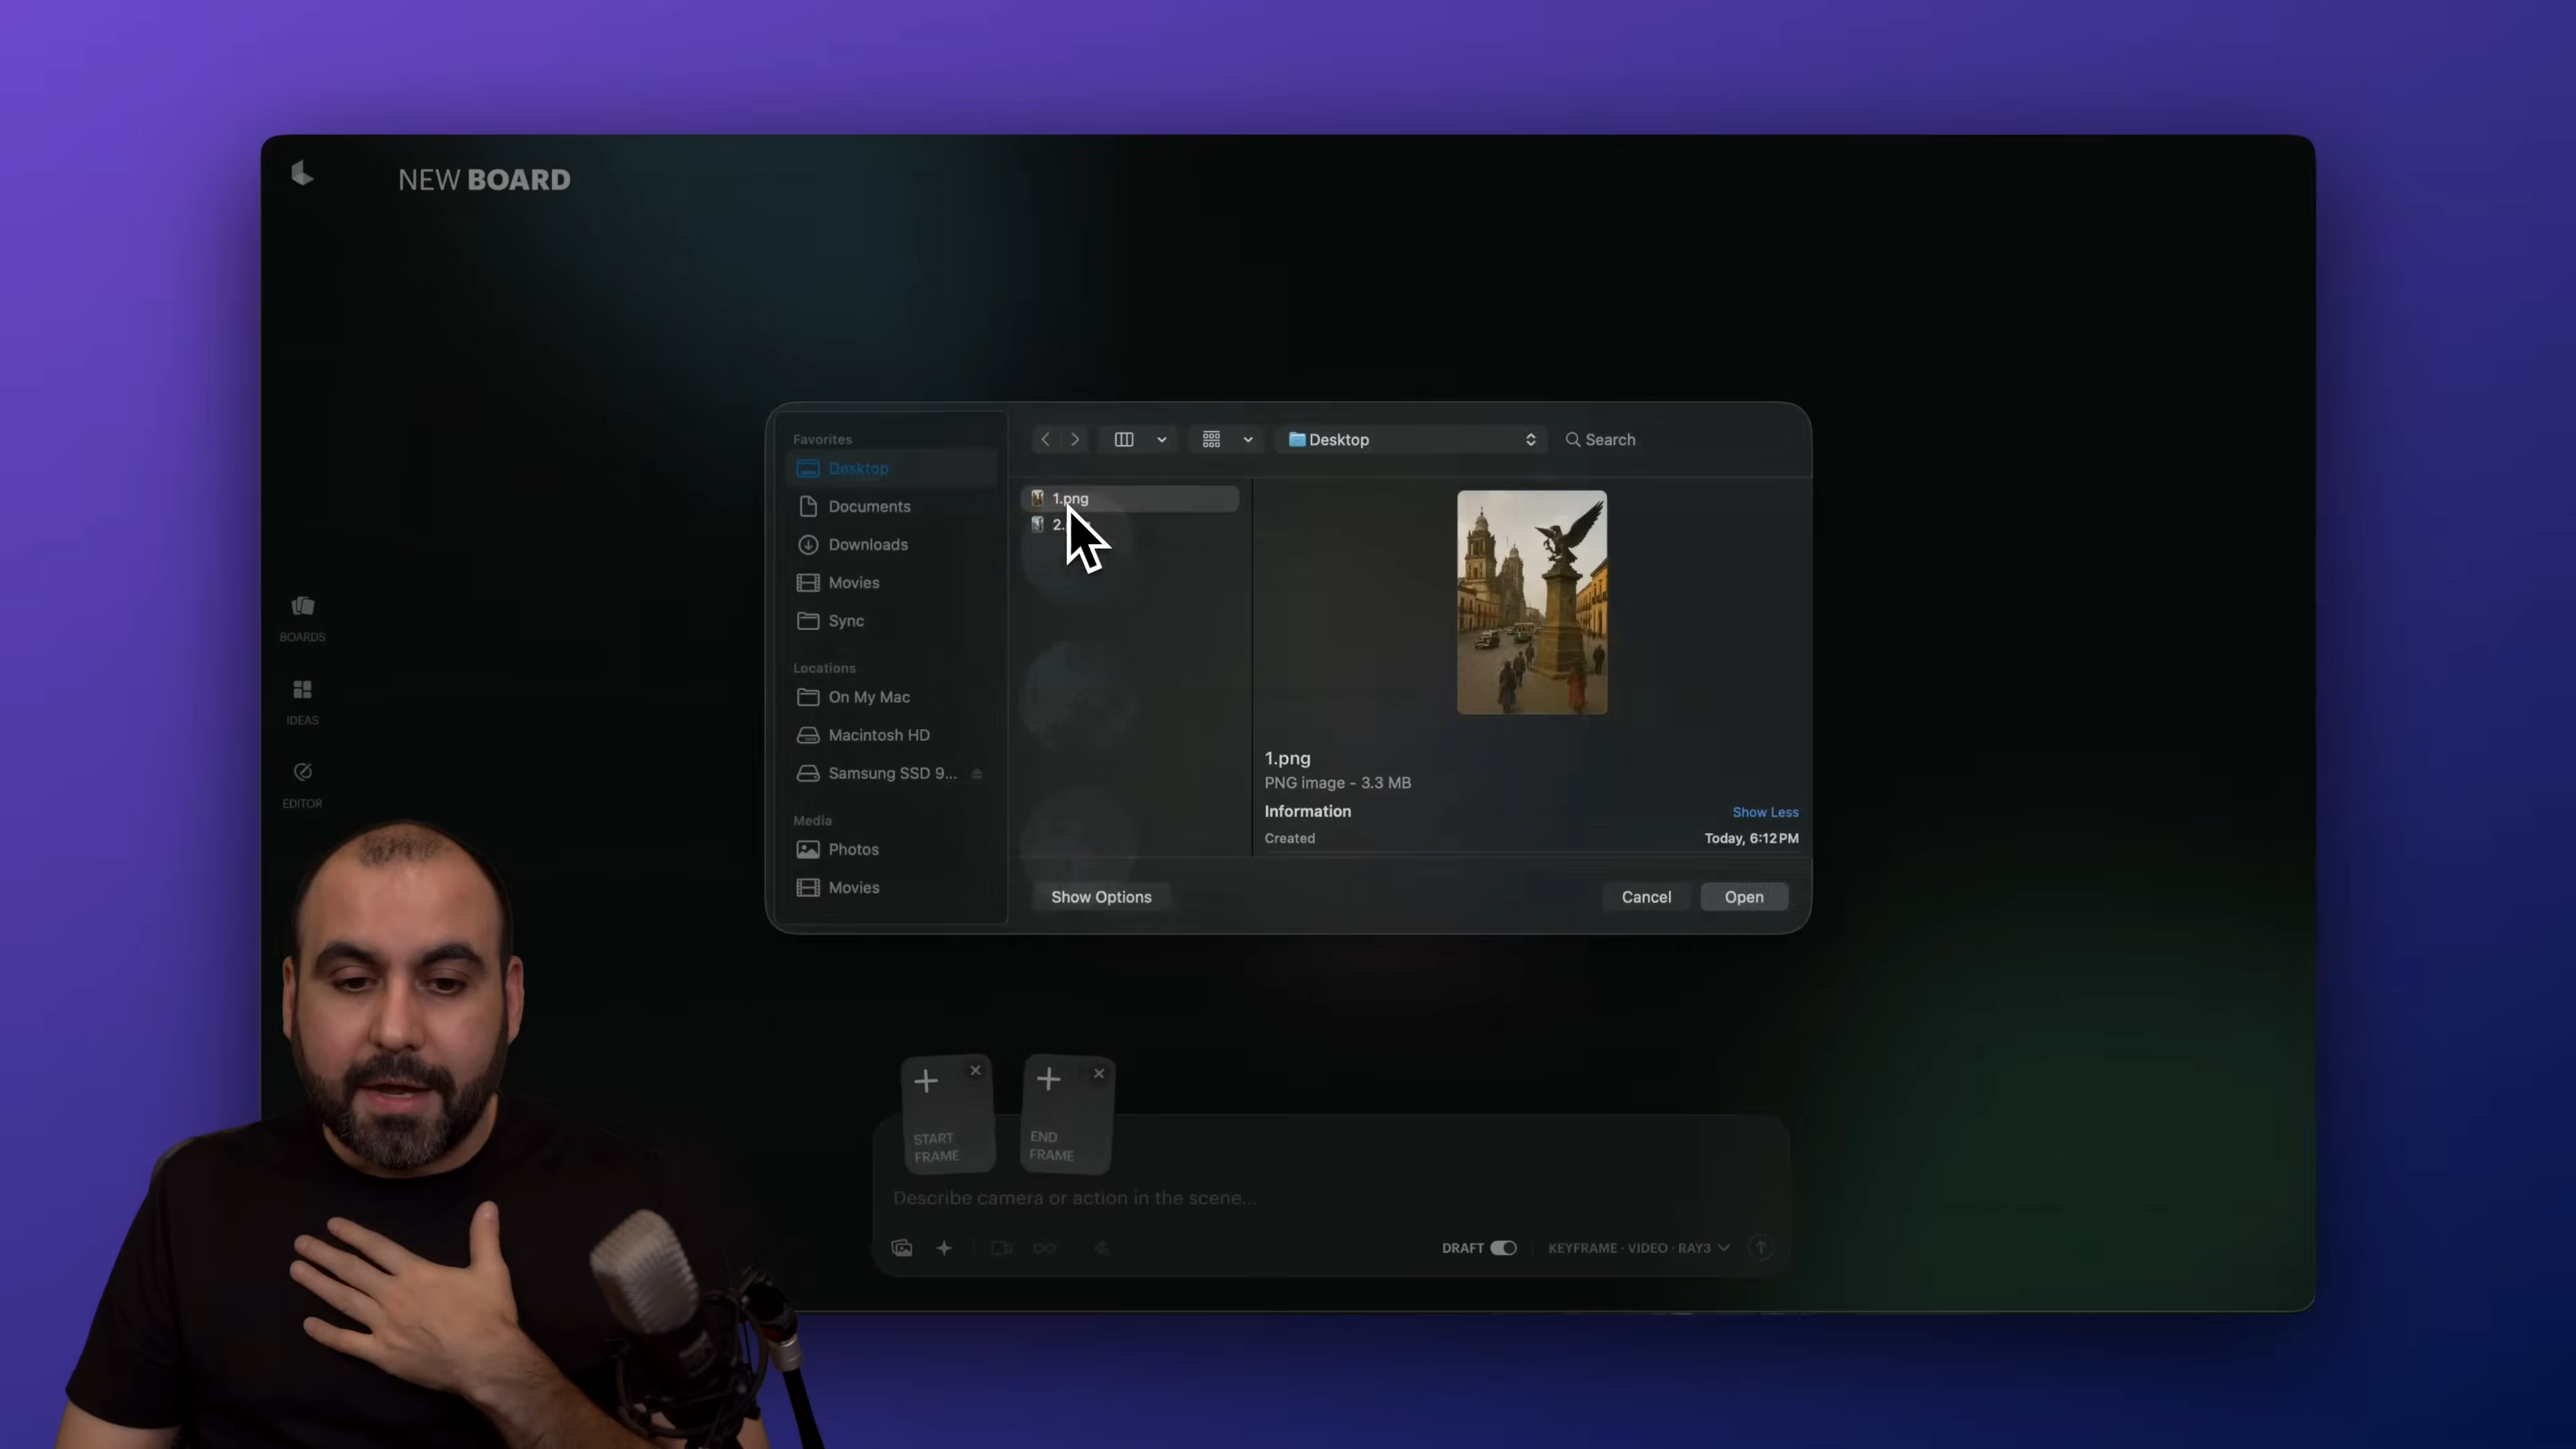 NEW BOARD
BOARDS
IDEAS
EDITOR
Favorites
Desktop
Documents
Downloads
Movies
Sync
Locations
On My Mac
Macintosh HD
Samsung SSD 9...
Media
Photos
Movies
Desktop
Search
1.png
2.
1.png
PNG image - 3.3 MB
Information
Show Less
Created
Today, 6:12 PM
Show Options
Cancel
Open
START
FRAME
END
FRAME
Describe camera or action in the scene...
DRAFT
KEYFRAME · VIDEO · RAY3